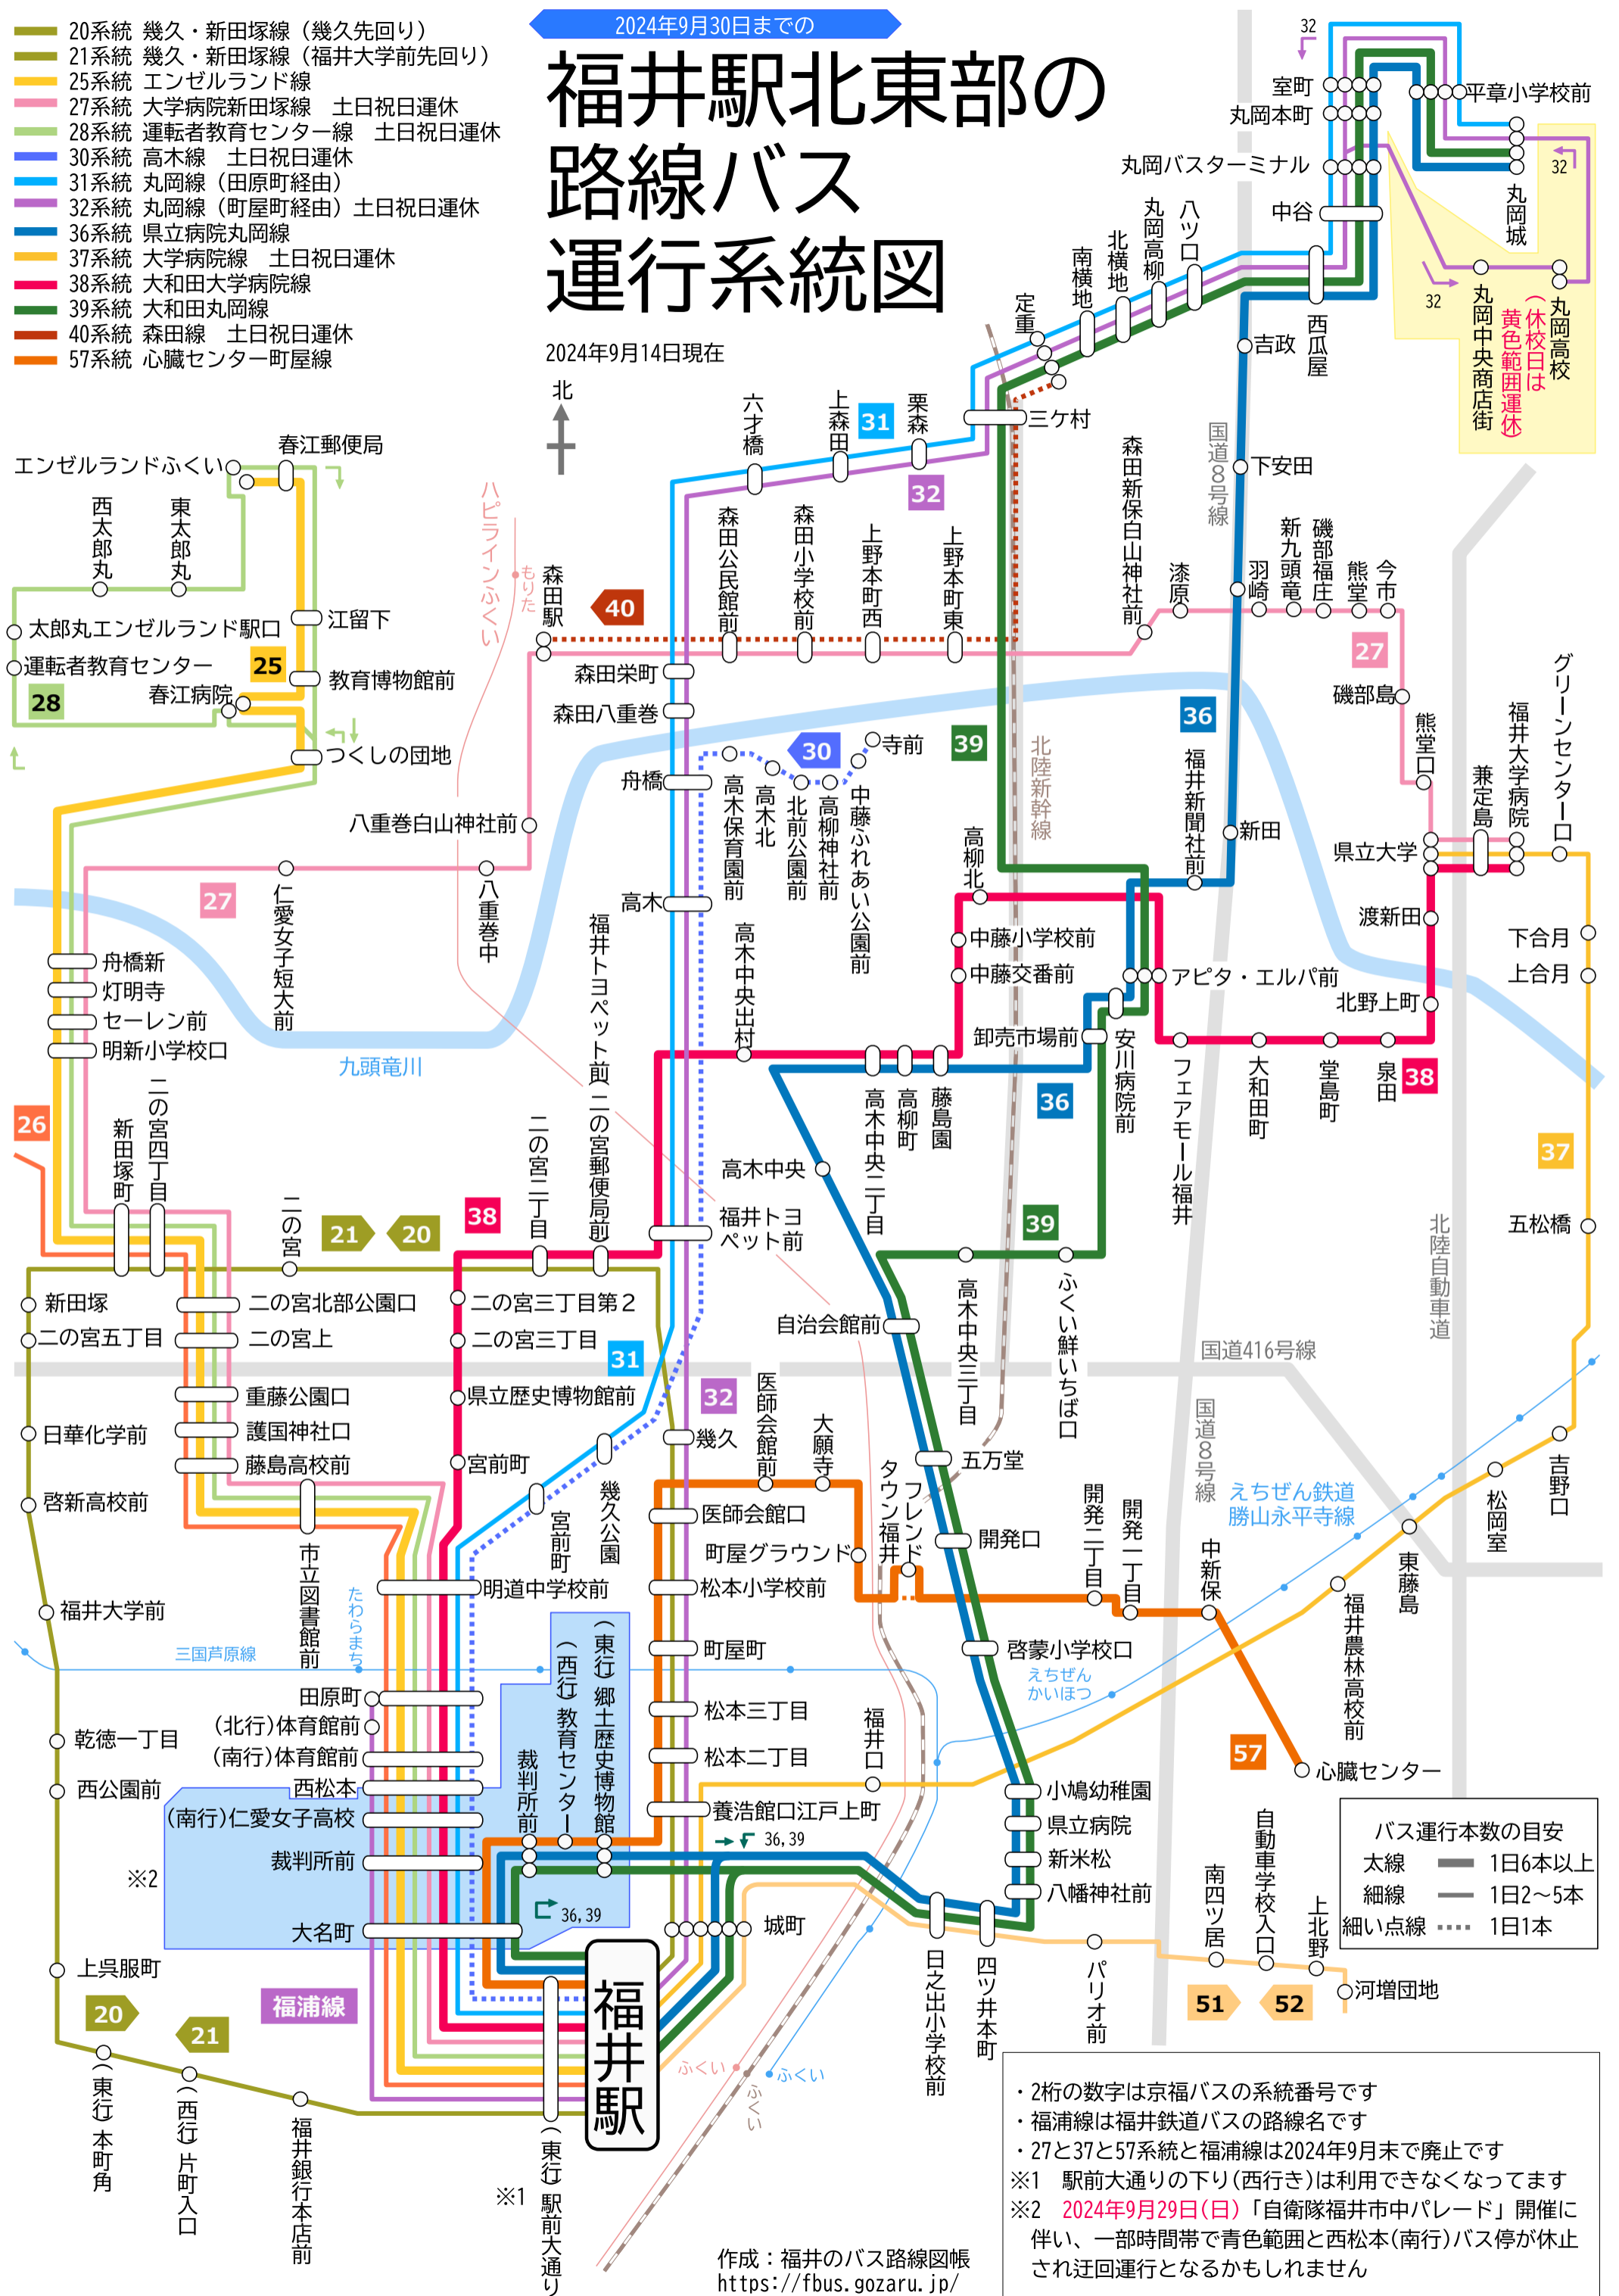 20系統 幾久・新田塚線（幾久先回り）
21系統 幾久・新田塚線（福井大学前先回り）
25系統 エンゼルランド線
27系統 大学病院新田塚線　土日祝日運休
28系統 運転者教育センター線　土日祝日運休
30系統 高木線　土日祝日運休
31系統 丸岡線（田原町経由）
32系統 丸岡線（町屋町経由）土日祝日運休
36系統 県立病院丸岡線
37系統 大学病院線　土日祝日運休
38系統 大和田大学病院線
39系統 大和田丸岡線
40系統 森田線　土日祝日運休
57系統 心臓センター町屋線
2024年9月30日までの
福井駅北東部の
路線バス
運行系統図
2024年9月14日現在
北
32
室町
平章小学校前
丸岡本町
丸岡バスターミナル
32
中谷
丸岡城
八ツ口
丸岡高柳
北横地
南横地
定重
32
丸岡中央商店街
丸岡高校
（休校日は
黄色範囲運休）
西瓜屋
吉政
三ケ村
国道8号線
下安田
六才橋
上森田
31
栗森
32
春江郵便局
エンゼルランドふくい
西太郎丸
東太郎丸
太郎丸エンゼルランド駅口
運転者教育センター
28
25
春江病院
江留下
教育博物館前
つくしの団地
ハピラインふくい
もりた
森田駅
40
森田公民館前
森田小学校前
上野本町西
上野本町東
森田新保白山神社前
漆原
羽崎
新九頭竜
磯部福庄
熊堂
今市
27
磯部島
熊堂口
森田栄町
森田八重巻
36
39
北陸新幹線
30
寺前
舟橋
高木保育園前
高木北
北前公園前
高柳神社前
中藤ふれあい公園前
福井新聞社前
新田
県立大学
兼定島
福井大学病院
グリーンセンター口
八重巻白山神社前
27
仁愛女子短大前
八重巻中
高木
高柳北
中藤小学校前
中藤交番前
アピタ・エルパ前
渡新田
下合月
上合月
北野上町
舟橋新
灯明寺
セーレン前
明新小学校口
九頭竜川
福井トヨペット前(二の宮郵便局前)
高木中央出村
卸売市場前
安川病院前
フェアモール福井
大和田町
堂島町
泉田
38
36
高木中央二丁目
高柳町
藤島園
26
新田塚町
二の宮四丁目
二の宮
21
20
38
二の宮二丁目
高木中央
福井トヨ
ペット前
39
37
五松橋
北陸自動車道
新田塚
二の宮五丁目
二の宮北部公園口
二の宮上
二の宮三丁目第２
二の宮三丁目
31
自治会館前
高木中央三丁目
ふくい鮮いちば口
国道416号線
県立歴史博物館前
重藤公園口
護国神社口
藤島高校前
日華化学前
啓新高校前
宮前町
32
幾久
医師会館前
大願寺
五万堂
国道8号線
えちぜん鉄道
勝山永平寺線
吉野口
松岡室
東藤島
福井農林高校前
幾久公園
宮前町
医師会館口
町屋グラウンド
フレンド
タウン福井
開発口
開発二丁目
開発一丁目
中新保
市立図書館前
明道中学校前
松本小学校前
福井大学前
三国芦原線
たわらまち
町屋町
啓蒙小学校口
えちぜん
かいほつ
田原町
(北行)体育館前
(南行)体育館前
西松本
(南行)仁愛女子高校
裁判所前
大名町
裁判所前
(西行)教育センター
(東行)郷土歴史博物館
乾徳一丁目
西公園前
※2
松本三丁目
松本二丁目
養浩館口江戸上町
福井口
57
心臓センター
小嶋幼稚園
県立病院
新米松
八幡神社前
36,39
36,39
城町
上呉服町
20
21
福浦線
福井駅
日之出小学校前
四ツ井本町
パリオ前
南四ツ居
自動車学校入口
上北野
河増団地
51
52
バス運行本数の目安
太線 1日6本以上
細線 1日2～5本
細い点線 1日1本
(東行)本町角
(西行)片町入口
福井銀行本店前
※1
(東行)駅前大通り
ふくい
ふくい
ふくい
・2桁の数字は京福バスの系統番号です
・福浦線は福井鉄道バスの路線名です
・27と37と57系統と福浦線は2024年9月末で廃止です
※1　駅前大通りの下り(西行き)は利用できなくなってます
※2　2024年9月29日(日)「自衛隊福井市中パレード」開催に
伴い、一部時間帯で青色範囲と西松本(南行)バス停が休止
され迂回運行となるかもしれません
作成：福井のバス路線図帳
https://fbus.gozaru.jp/